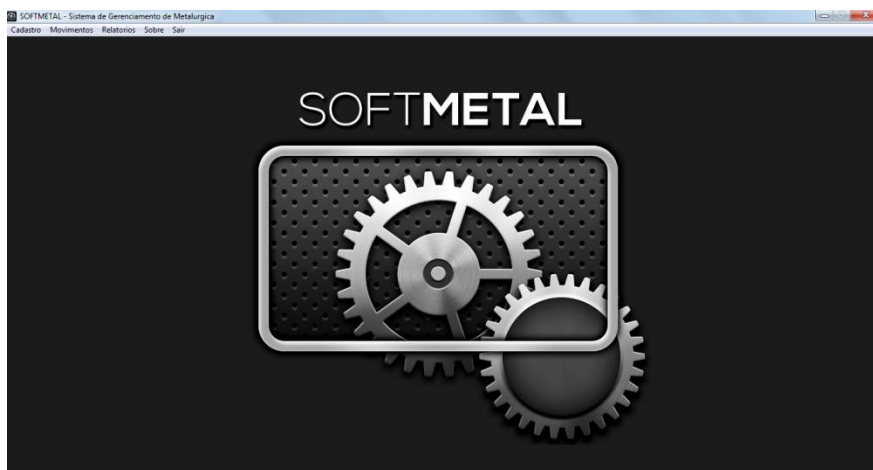 SOFTMETAL - Sistema de Gerenciamento de Metalurgica
Cadastro Movimentos Relatorios Sobre Sair
SOFTMETAL